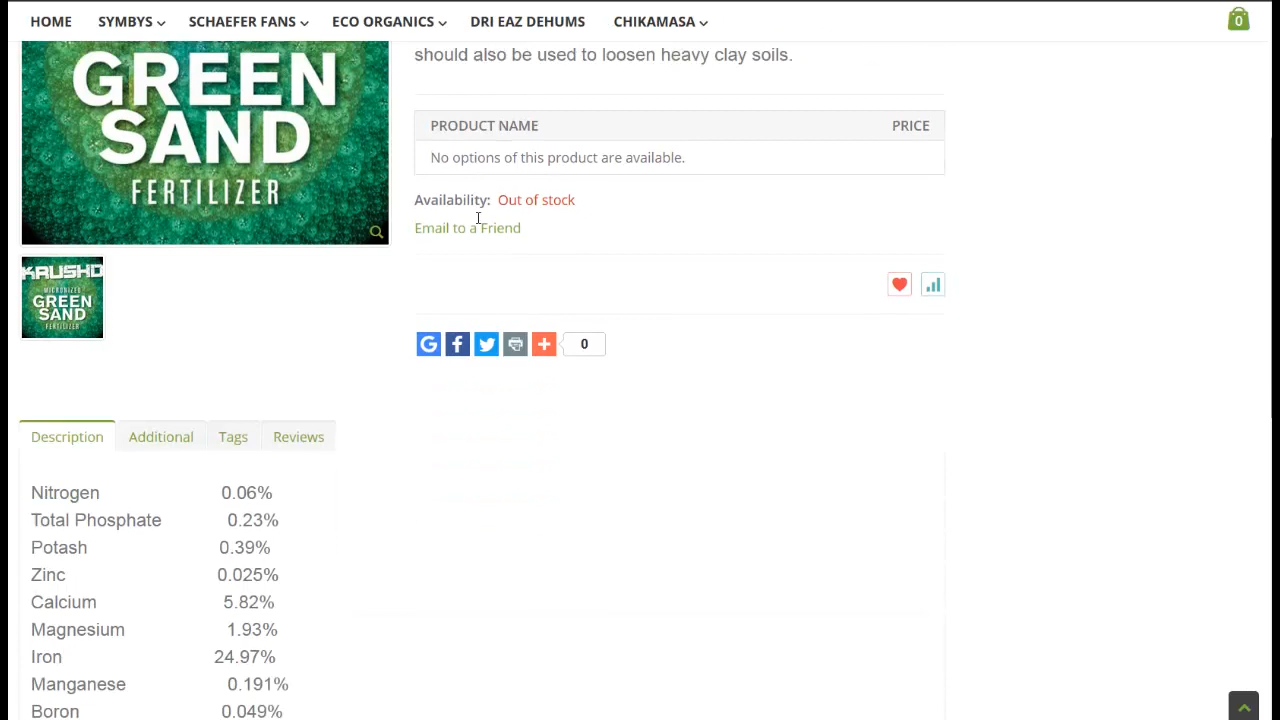 HOME SYMBYS SCHAEFER FANS ECO ORGANICS DRI EAZ DEHUMS CHIKAMASA 0
should also be used to loosen heavy clay soils.
GREEN
SAND
FERTILIZER
PRODUCT NAME PRICE
No options of this product are available.
Availability: Out of stock
Email to a Friend
KRUSHD
MICRONIZED
GREEN
SAND
FERTILIZER
0
Description Additional Tags Reviews
Nitrogen 0.06%
Total Phosphate 0.23%
Potash 0.39%
Zinc 0.025%
Calcium 5.82%
Magnesium 1.93%
Iron 24.97%
Manganese 0.191%
Boron 0.049%